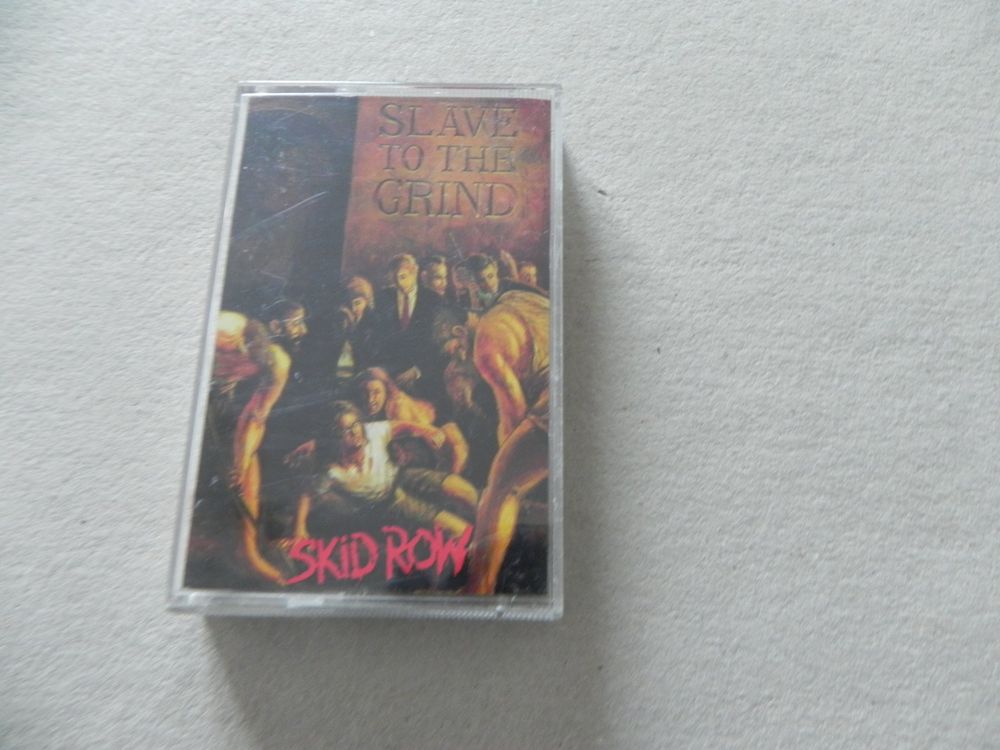 SLAVE
TO THE
GRIND
SKiD ROW